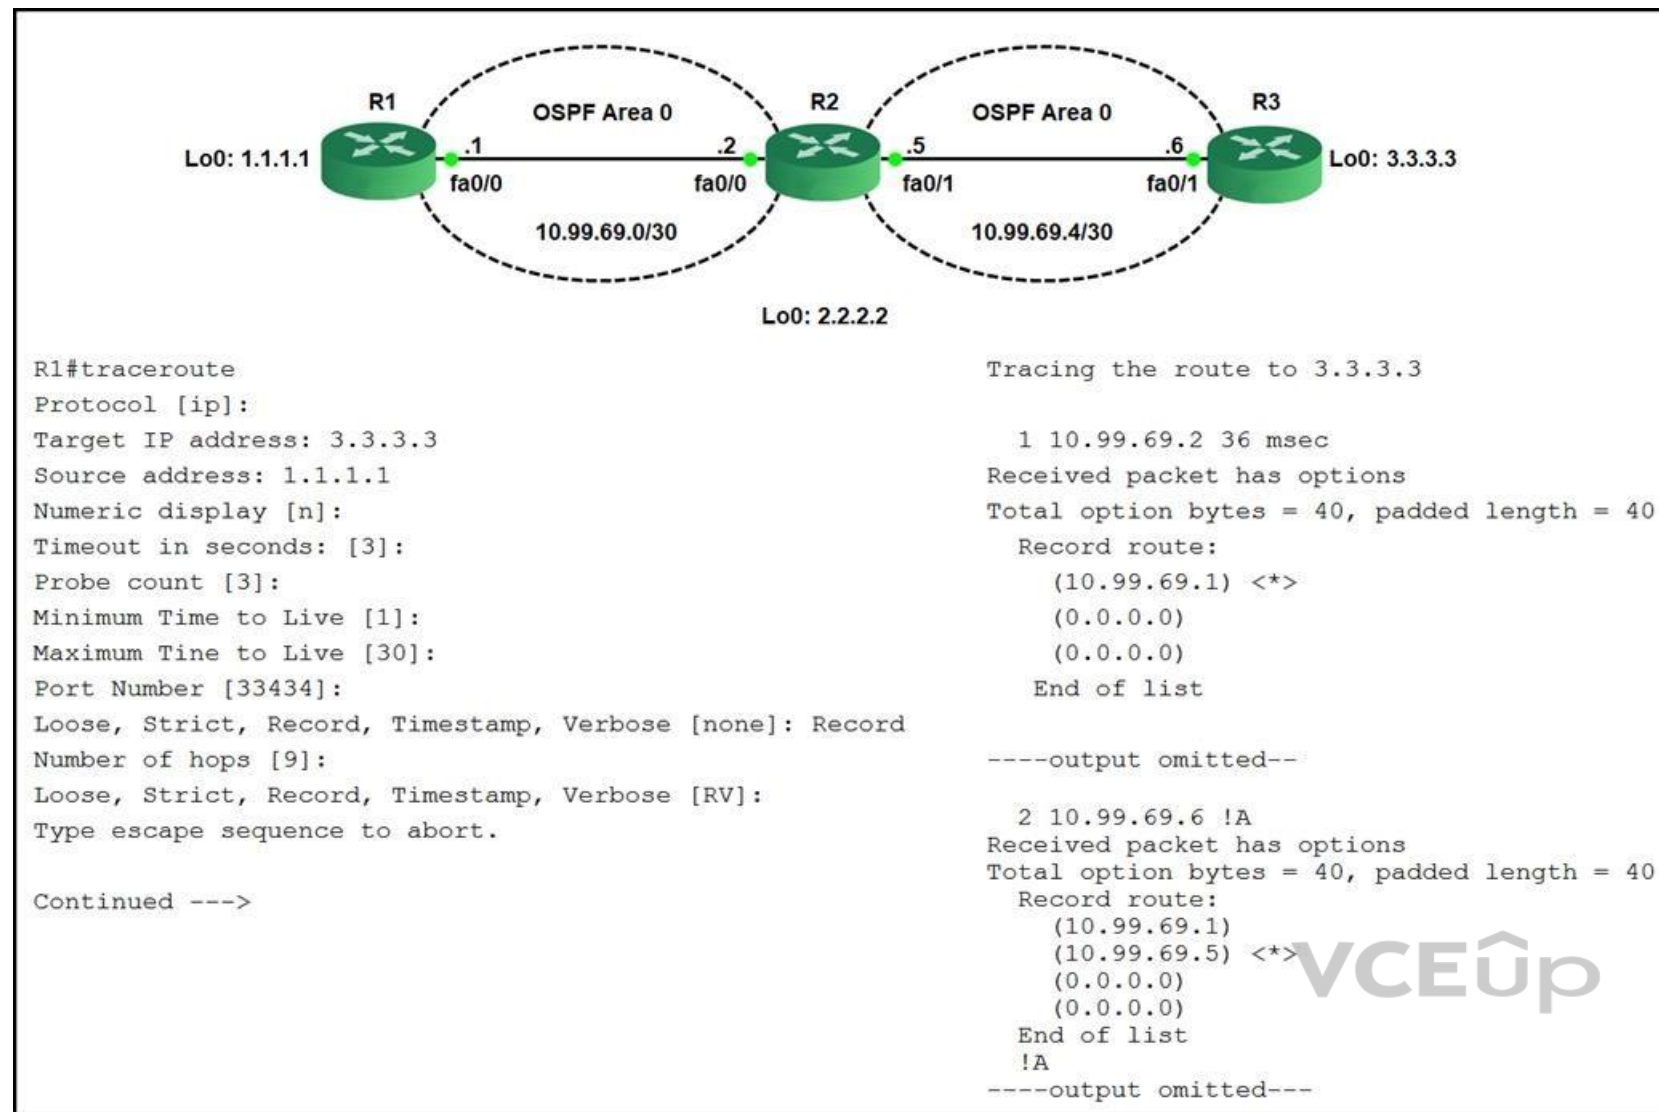 R1
OSPF Area 0
R2
OSPF Area 0
R3
Lo0: 1.1.1.1
.1
.2
.5
.6
Lo0: 3.3.3.3
fa0/0
fa0/0
fa0/1
fa0/1
10.99.69.0/30
10.99.69.4/30
Lo0: 2.2.2.2
R1#traceroute
Protocol [ip]:
Target IP address: 3.3.3.3
Source address: 1.1.1.1
Numeric display [n]:
Timeout in seconds: [3]:
Probe count [3]:
Minimum Time to Live [1]:
Maximum Tine to Live [30]:
Port Number [33434]:
Loose, Strict, Record, Timestamp, Verbose [none]: Record
Number of hops [9]:
Loose, Strict, Record, Timestamp, Verbose [RV]:
Type escape sequence to abort.
Continued --->
Tracing the route to 3.3.3.3
1 10.99.69.2 36 msec
Received packet has options
Total option bytes = 40, padded length = 40
Record route:
(10.99.69.1) <*>
(0.0.0.0)
(0.0.0.0)
End of list
----output omitted--
2 10.99.69.6 !A
Received packet has options
Total option bytes = 40, padded length = 40
Record route:
(10.99.69.1)
(10.99.69.5) <*>
(0.0.0.0)
(0.0.0.0)
End of list
!A
----output omitted---
VCEûp